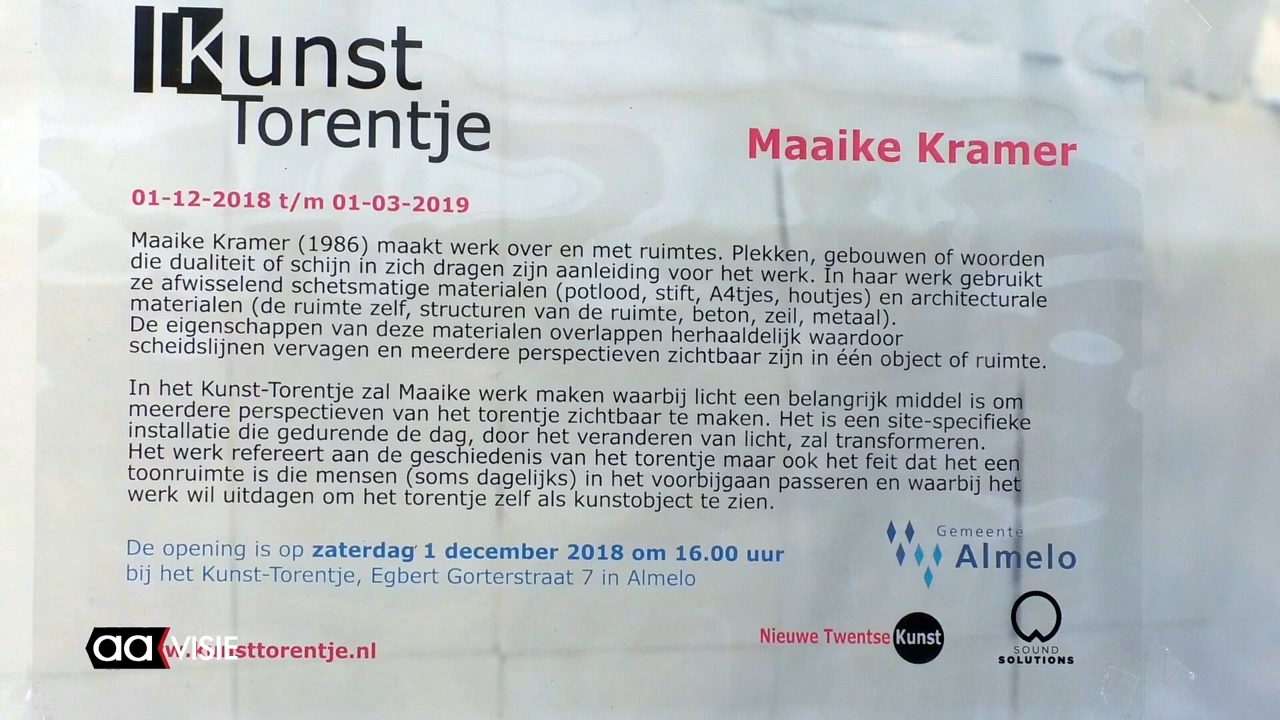 Kunst
Torentje
Maaike Kramer
01-12-2018 t/m 01-03-2019
Maaike Kramer (1986) maakt werk over en met ruimtes. Plekken, gebouwen of woorden
die dualiteit of schijn in zich dragen zijn aanleiding voor het werk. In haar werk gebruikt
ze afwisselend schetsmatige materialen (potlood, stift, A4tjes, houtjes) en architecturale
materialen (de ruimte zelf, structuren van de ruimte, beton, zeil, metaal).
De eigenschappen van deze materialen overlappen herhaaldelijk waardoor
scheidslijnen vervagen en meerdere perspectieven zichtbaar zijn in één object of ruimte.
In het Kunst-Torentje zal Maaike werk maken waarbij licht een belangrijk middel is om
meerdere perspectieven van het torentje zichtbaar te maken. Het is een site-specifieke
installatie die gedurende de dag, door het veranderen van licht, zal transformeren.
Het werk refereert aan de geschiedenis van het torentje maar ook het feit dat het een
toonruimte is die mensen (soms dagelijks) in het voorbijgaan passeren en waarbij het
werk wil uitdagen om het torentje zelf als kunstobject te zien.
De opening is op zaterdag 1 december 2018 om 16.00 uur
bij het Kunst-Torentje, Egbert Gorterstraat 7 in Almelo
Gemeente
Almelo
Nieuwe Twentse Kunst
SOUND
SOLUTIONS
w.kunsttorentje.nl
aa VISIE